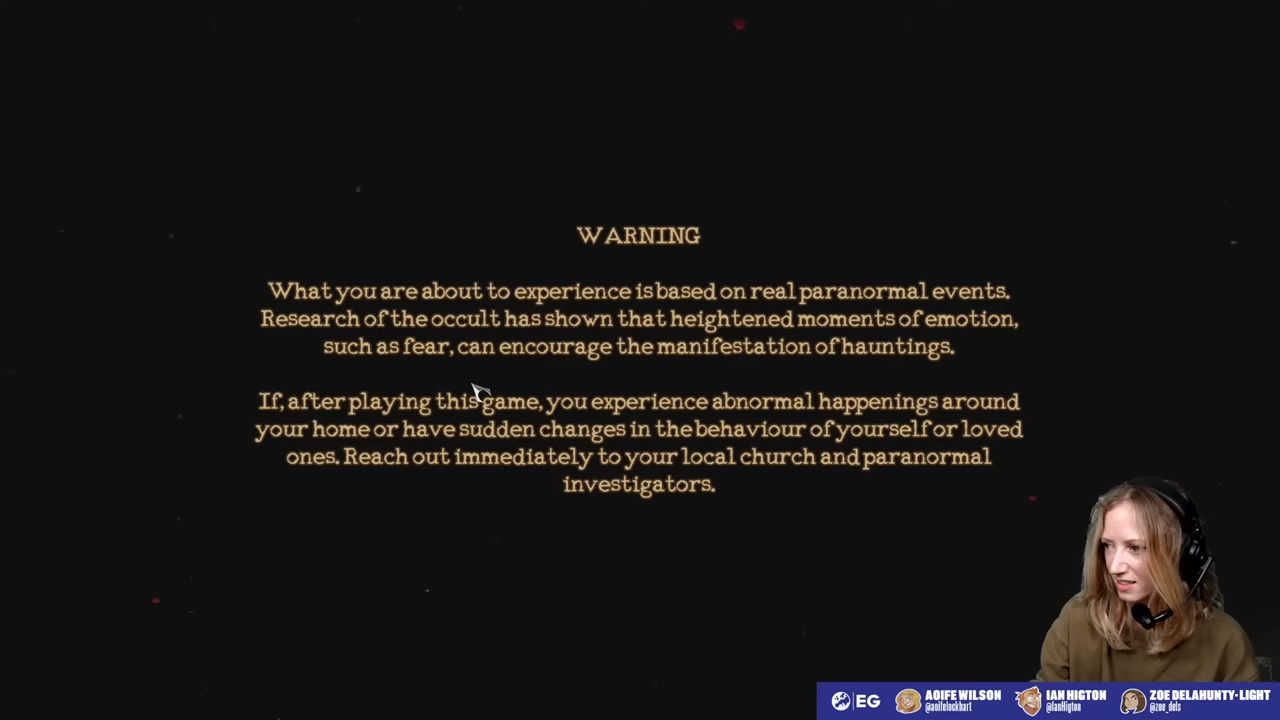 WARNING
What you are about to experience is based on real paranormal events.
Research of the occult has shown that heightened moments of emotion,
such as fear, can encourage the manifestation of hauntings.
If, after playing this game, you experience abnormal happenings around
your home or have sudden changes in the behaviour of yourself or loved
ones. Reach out immediately to your local church and paranormal
investigators.
EG
AOIFE WILSON
@aoifelockhart
IAN HIGTON
@IanHigton
ZOE DELAHUNTY-LIGHT
@zoe_dels